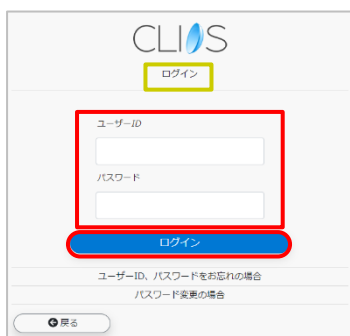 CLIOS
ログイン
ユーザーID
パスワード
ログイン
ユーザーID、パスワードをお忘れの場合
パスワード変更の場合
戻る